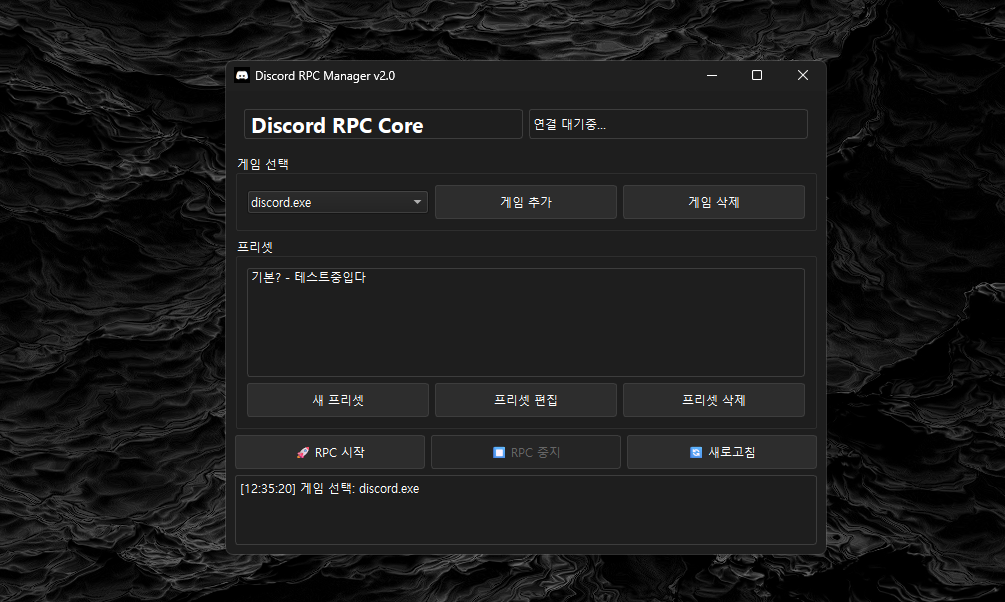 Discord RPC Manager v2.0
Discord RPC Core
연결 대기중...
게임 선택
discord.exe
게임 추가
게임 삭제
프리셋
기본? - 테스트중입다
새 프리셋
프리셋 편집
프리셋 삭제
🚀 RPC 시작
⏹️ RPC 중지
🔄 새로고침
[12:35:20] 게임 선택: discord.exe